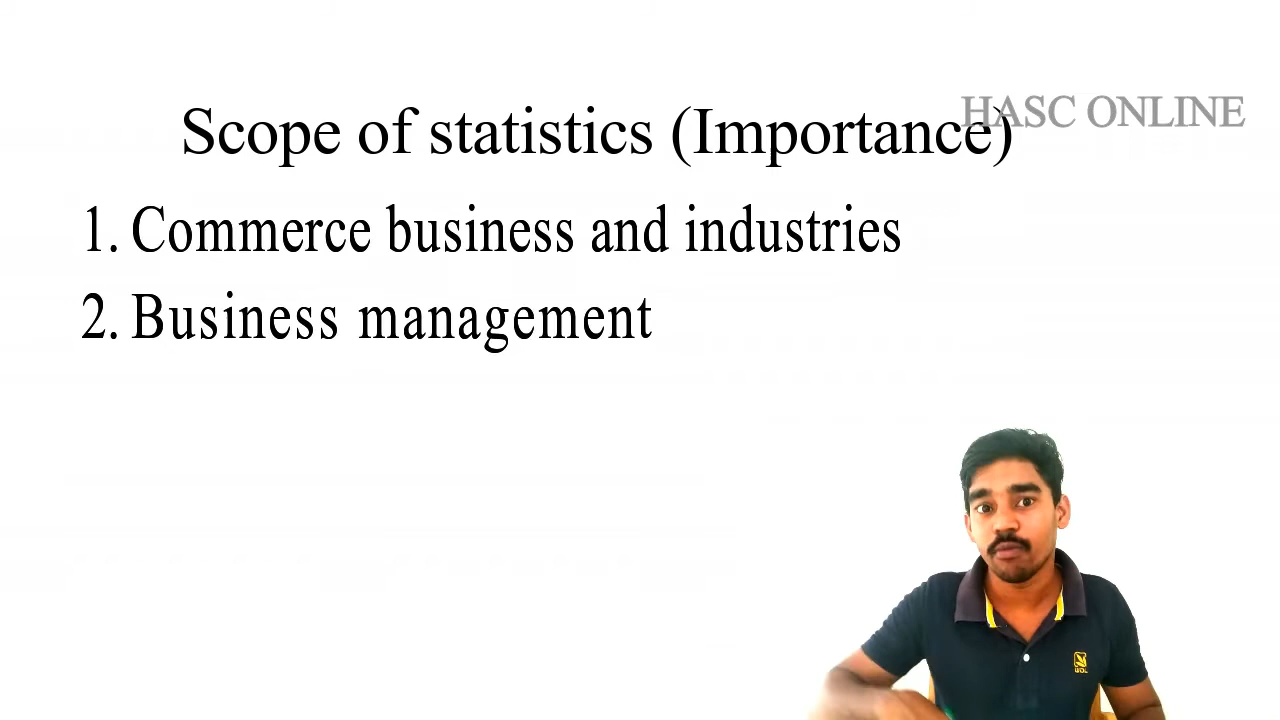 HASC ONLINE
Scope of statistics (Importance)
1. Commerce business and industries
2. Business management